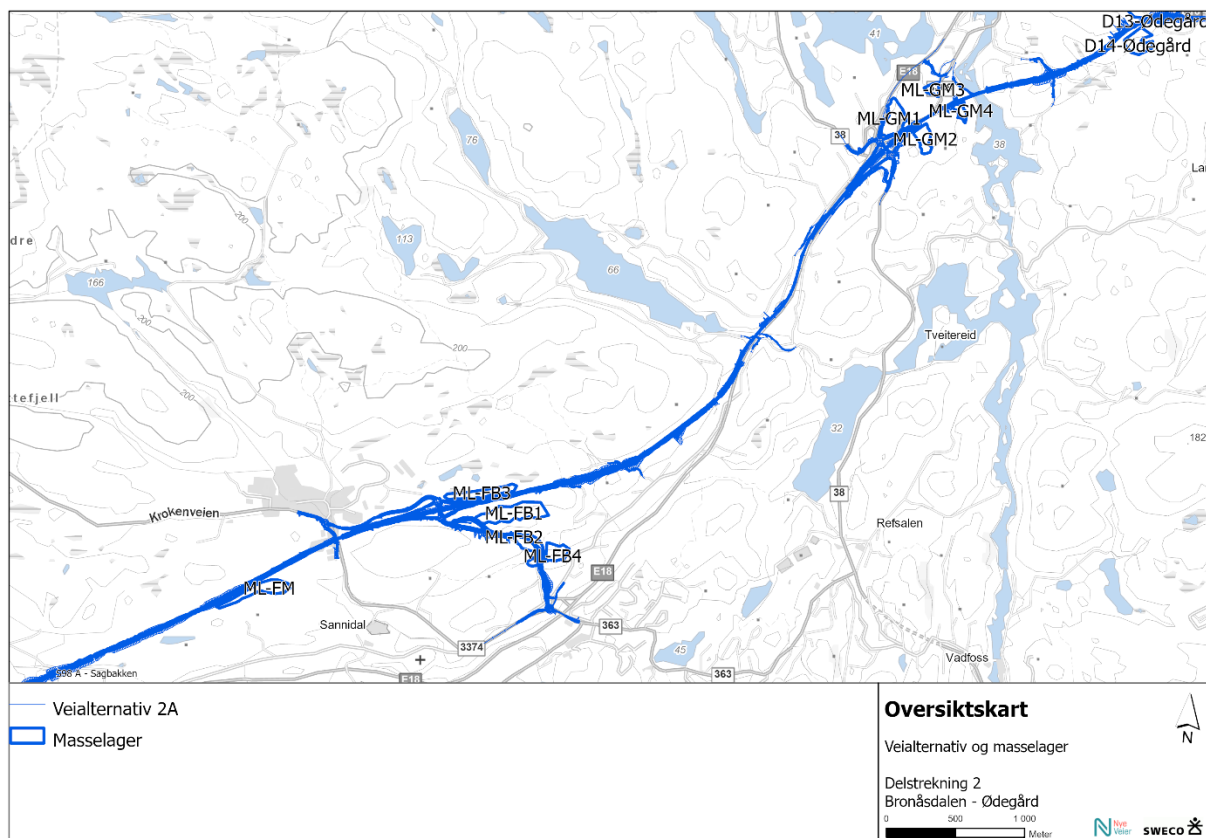 D13-Ødegård
D14-Ødegård
41
E18
ML-GM3
ML-GM4
ML-GM1
38
ML-GM2
76
38
200
113
66
166
200
200
200
Tveitereid
32
182
ML-FB3
ML-FB1
Krokenveien
38
Refsalen
ML-FB2
ML-FB4
E18
ML-FM
Sannidal
363
3374
45
Vadfoss
363
E18
598 A - Sagbakken
Veialternativ 2A
Masselager
Oversiktskart
N
Veialternativ og masselager
Delstrekning 2
Bronåsdalen - Ødegård
0 500 1 000
Meter
Nye
Veier
SWECO